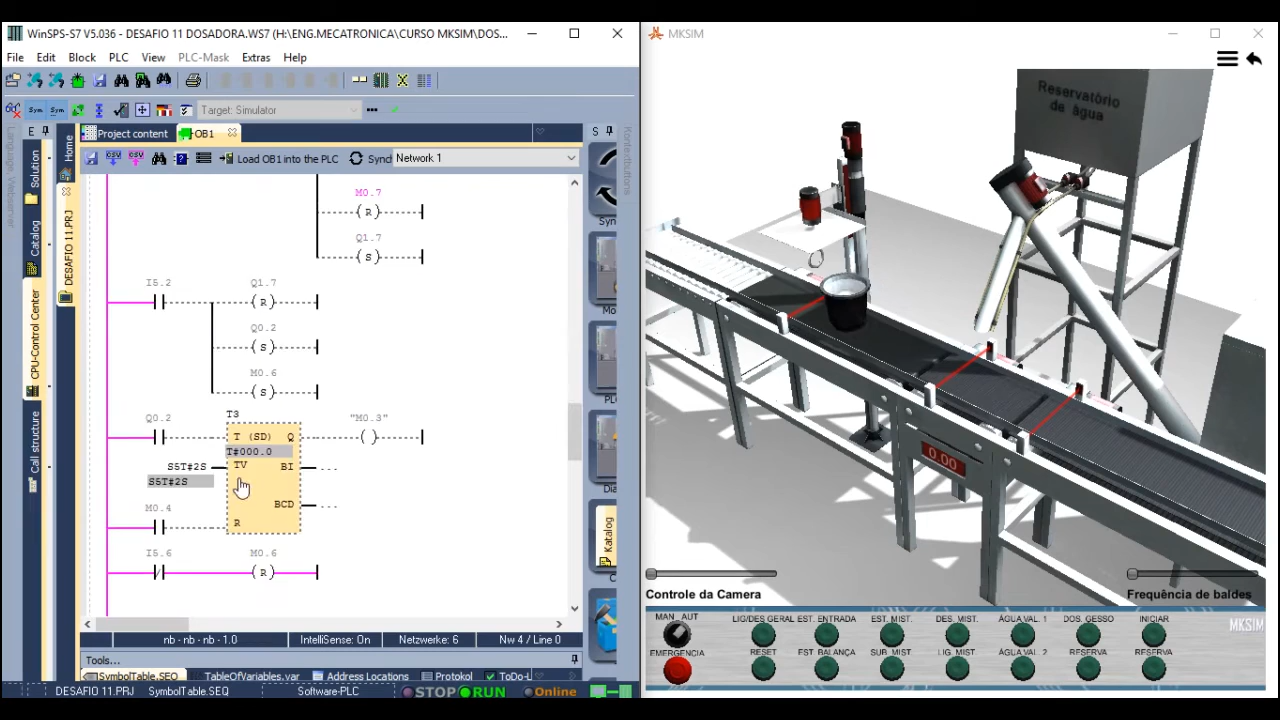 WinSPS-S7 V5.036 - DESAFIO 11 DOSADORA.WS7 (H:\ENG.MECATRONICA\CURSO MKSIM\DOS...
File Edit Block PLC View PLC-Mask Extras Help
Target: Simulator
Project content OB1
Load OB1 into the PLC
Network 1
Home
Solution
Catalog
CPU-Control Center
Call structure
DESAFIO 11.PRJ
M0.7
( R )
Q1.7
( S )
I5.2 Q1.7
( R )
Q0.2
( S )
M0.6
( S )
Q0.2 T3 "M0.3"
T (SD) Q
T#000.0
S5T#2S TV BI ...
S5T#2S
BCD ...
M0.4
R
I5.6 M0.6
( R )
Katalog
nb - nb - nb - 1.0 IntelliSense: On Netzwerke: 6 Nw 4 / Line 0
Tools...
SymbolTable.SEQ TableOfVariables.var Address Locations Protokol ToDo-L
DESAFIO 11.PRJ SymbolTable.SEQ Software-PLC STOP RUN Online
MKSIM
Reservatório
de água
0.00
Controle da Camera Frequência de baldes
MAN_AUT LIG/DES GERAL EST. ENTRADA EST. MIST. DES. MIST. ÁGUA VAL. 1 DOS. GESSO INICIAR
MKSIM
EMERGENCIA RESET EST. BALANÇA SUB. MIST. LIG. MIST. ÁGUA VAL. 2 RESERVA RESERVA